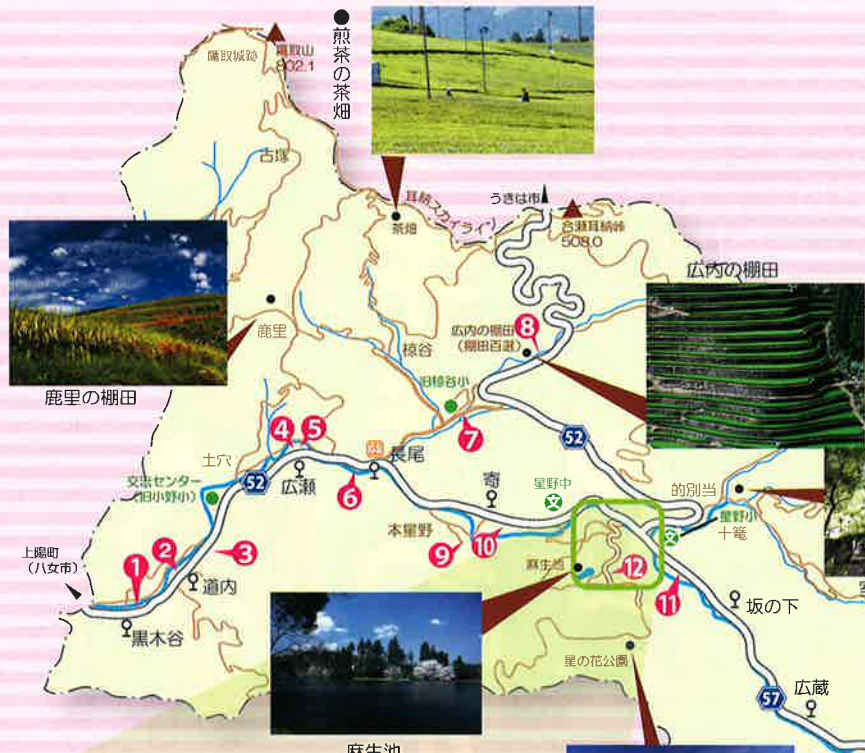 ●煎茶の茶畑
鷹取城跡
鷹取山
802.1
古塚
耳納スカイライン
茶畑
うきは市
合瀬耳納峠
508.0
広内の棚田
鹿里
鹿里の棚田
椋谷
広内の棚田
(棚田百選)
8
旧椋谷小
7
52
4
5
土穴
長尾
広瀬
6
52
交流センター
(旧小野小)
寄
星野中
文
的別当
星野小
文
十篭
本星野
9
10
麻生池
12
11
上陽町
(八女市)
1
2
3
道内
黒木谷
坂の下
星の花公園
57
広蔵
麻生池